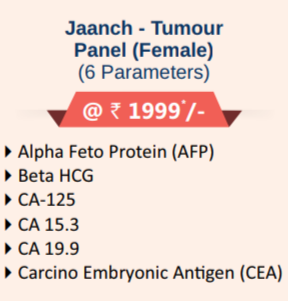 Jaanch - Tumour
Panel (Female)
(6 Parameters)
@ ₹ 1999*/-
Alpha Feto Protein (AFP)
Beta HCG
CA-125
CA 15.3
CA 19.9
Carcino Embryonic Antigen (CEA)